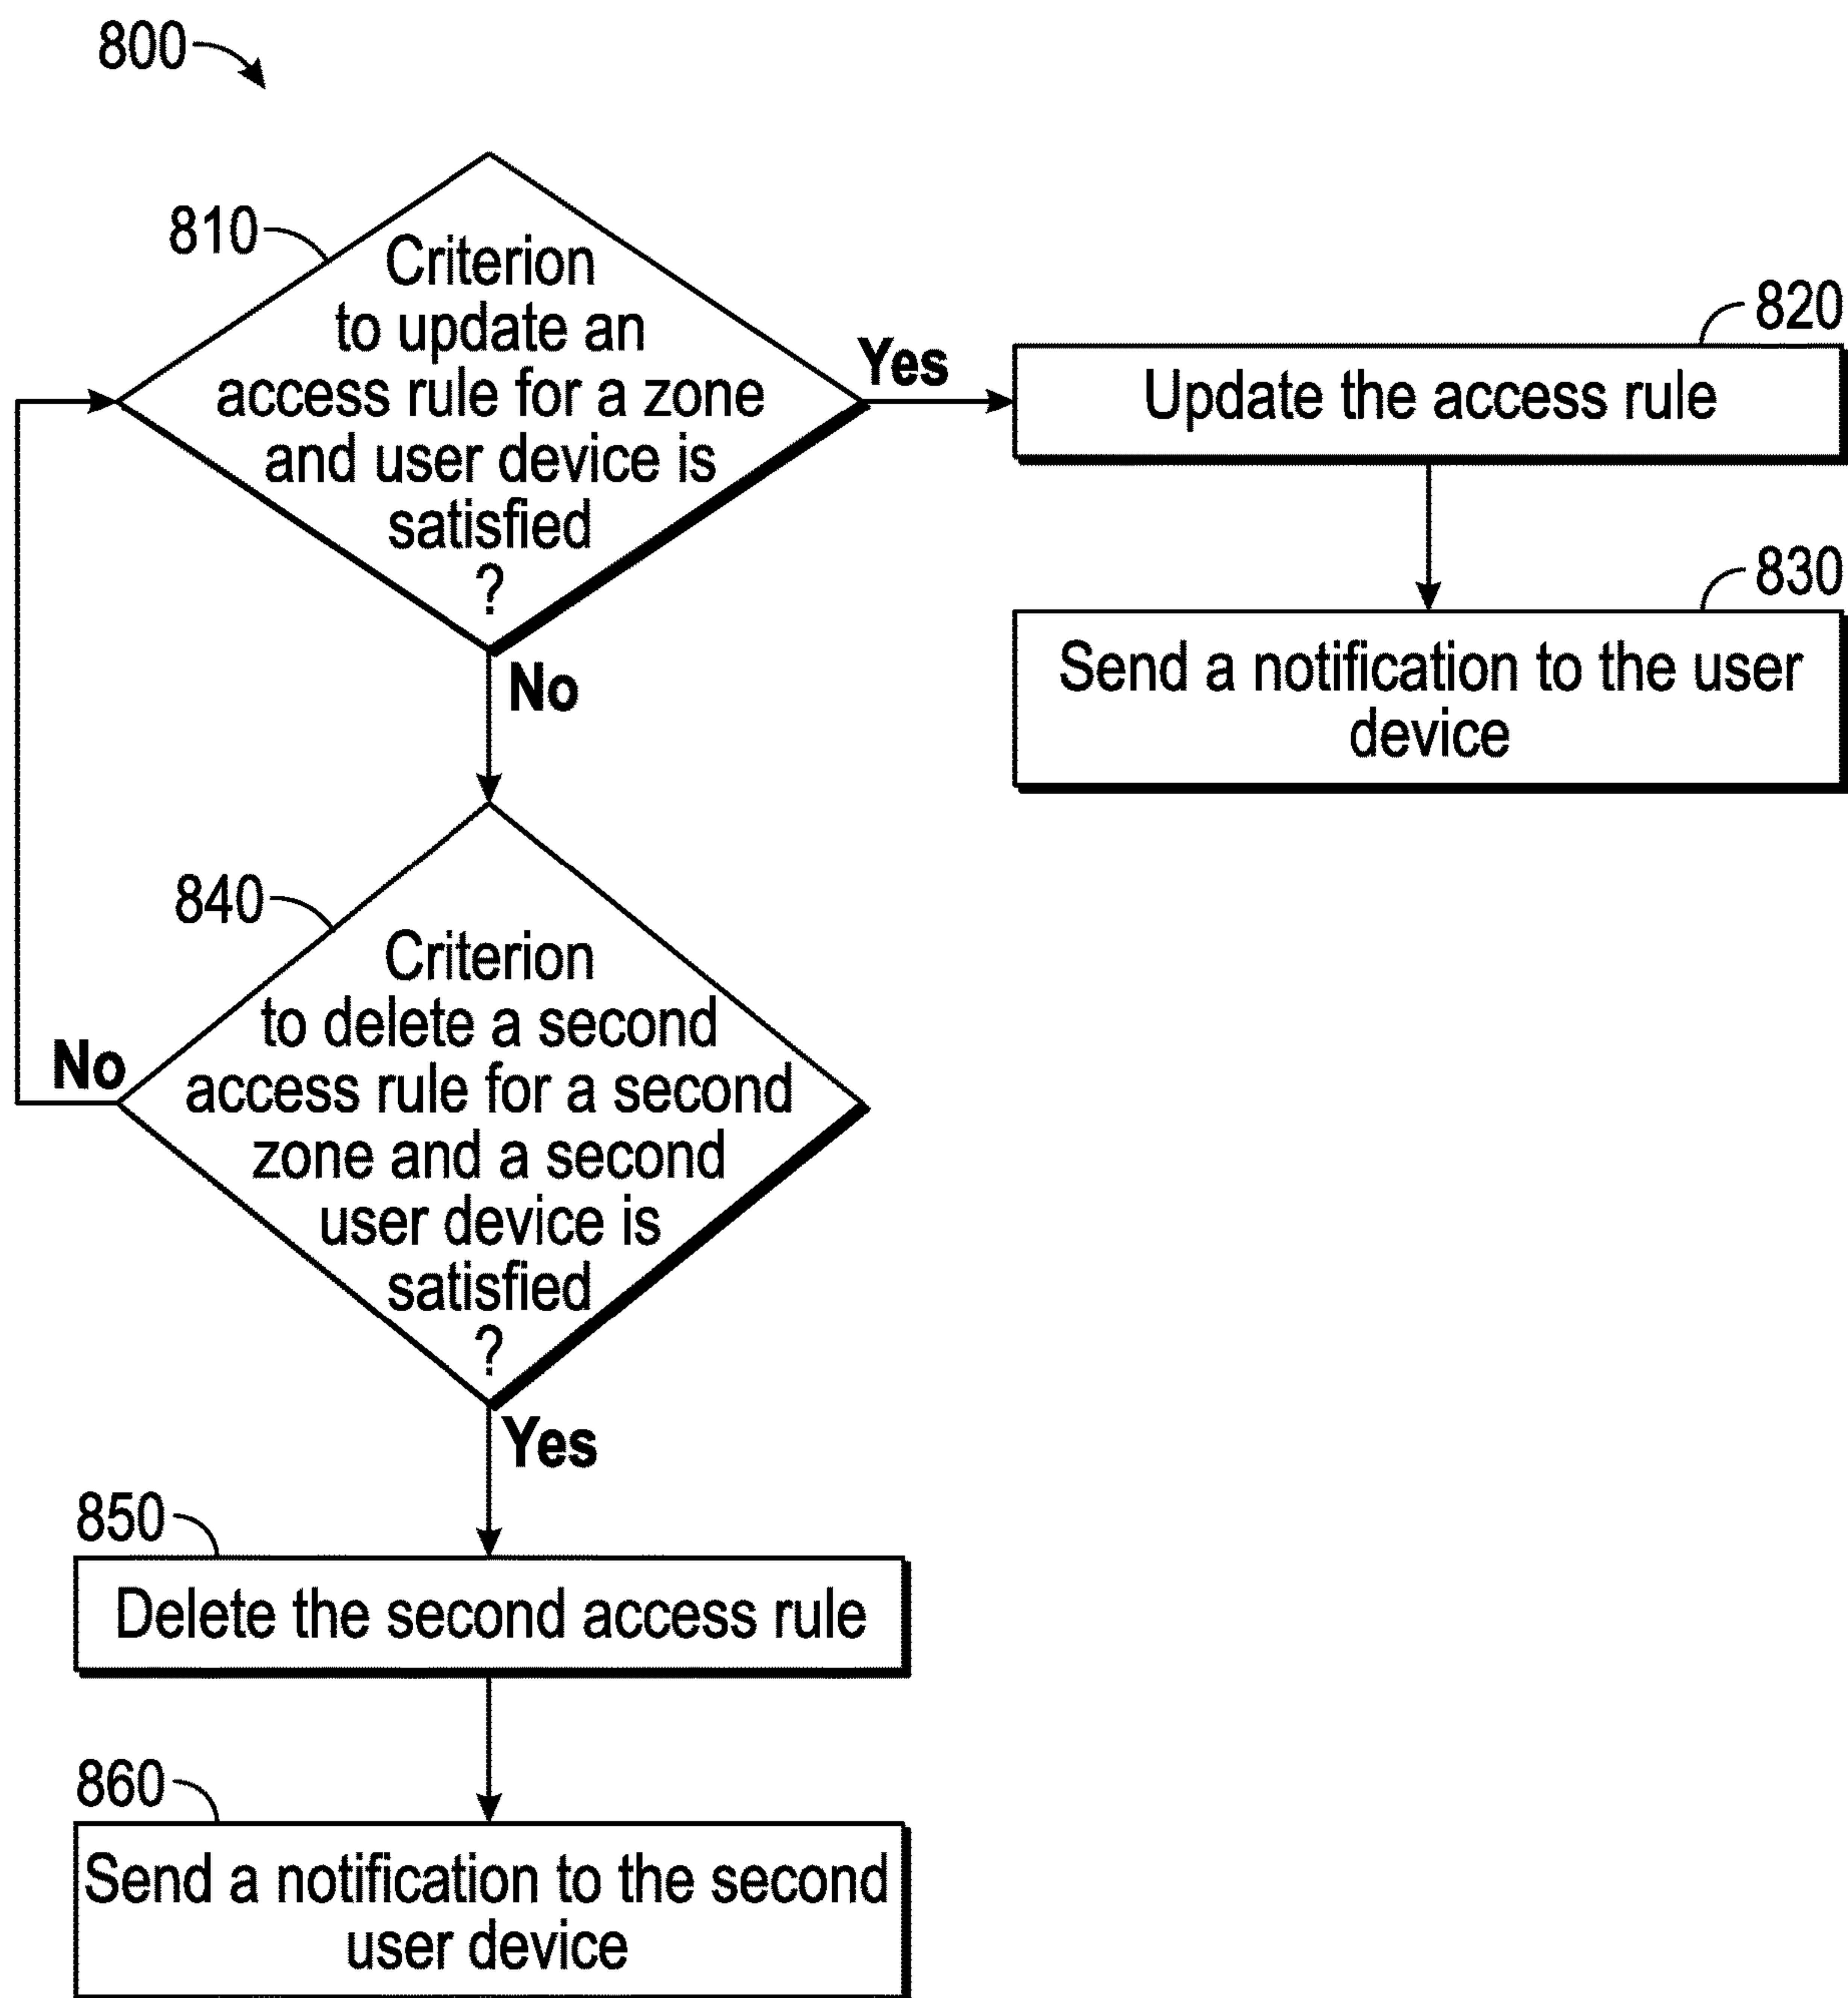 800
810
Criterion
to update an
access rule for a zone
and user device is
satisfied
?
Yes
820
Update the access rule
830
Send a notification to the user
device
No
840
Criterion
to delete a second
access rule for a second
zone and a second
user device is
satisfied
?
No
Yes
850
Delete the second access rule
860
Send a notification to the second
user device